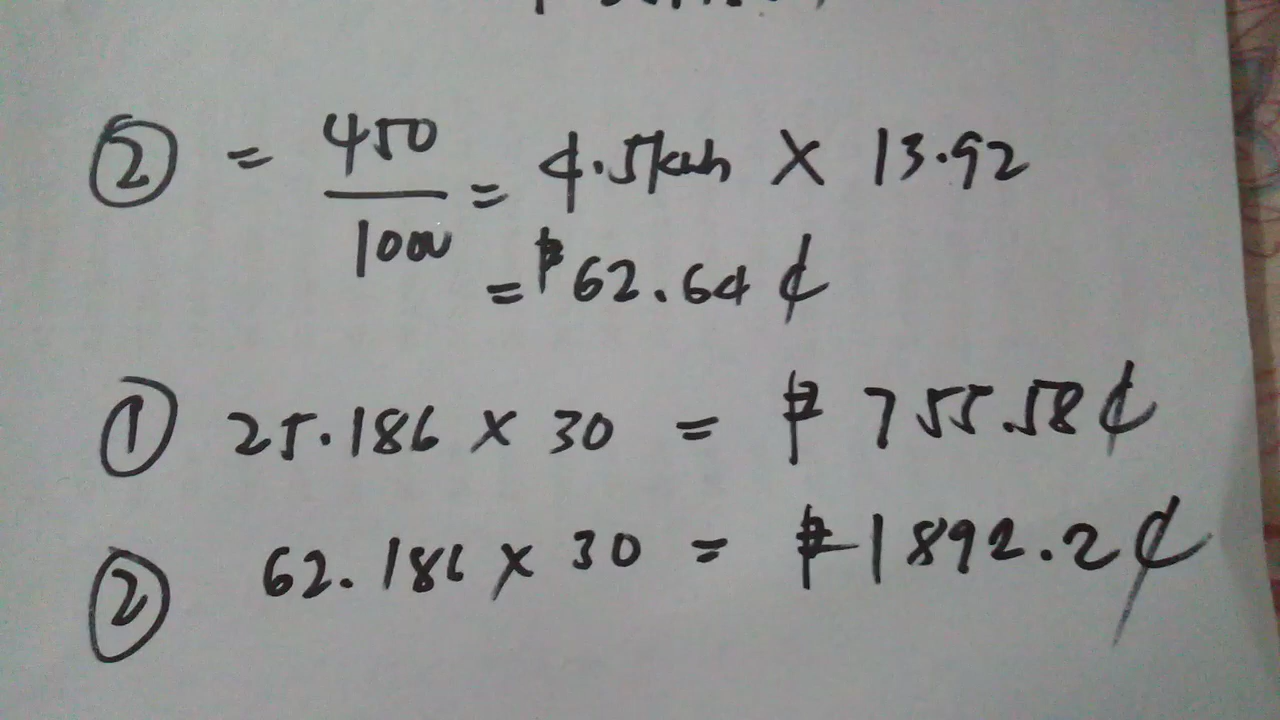 ② = 450/1000 = 4.5kwh × 13.92
= ₱62.64 ¢
① 25.186 × 30 = ₱ 755.58¢
② 62.186 × 30 = ₱1892.2¢